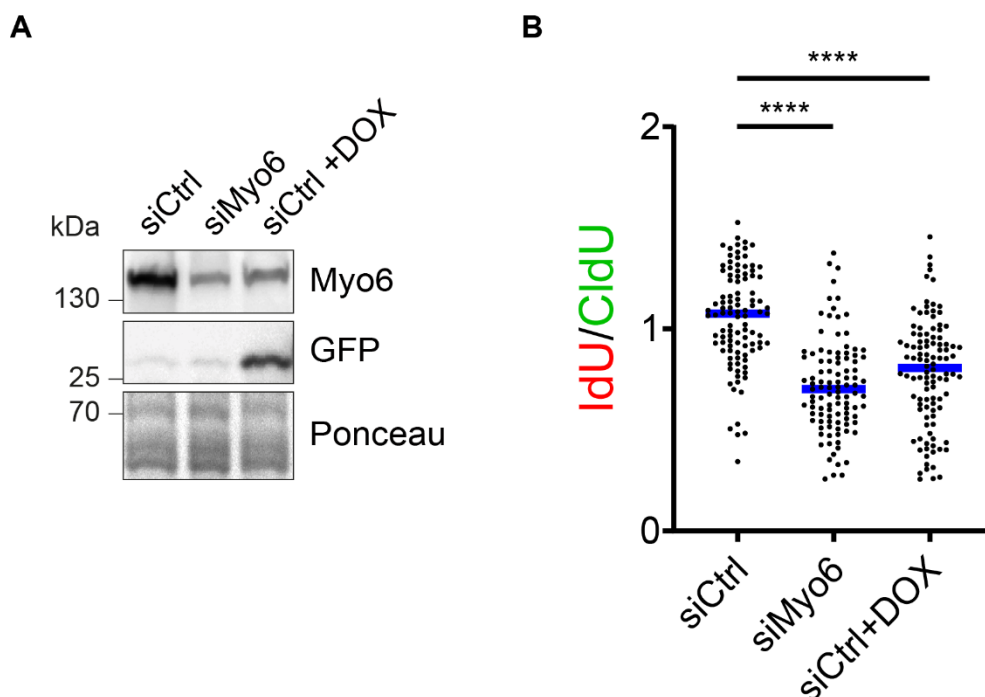 A
siCtrl
siMyo6
siCtrl +DOX
kDa
130
Myo6
25
GFP
70
Ponceau
B
****
****
2
1
0
IdU/CldU
siCtrl
siMyo6
siCtrl+DOX